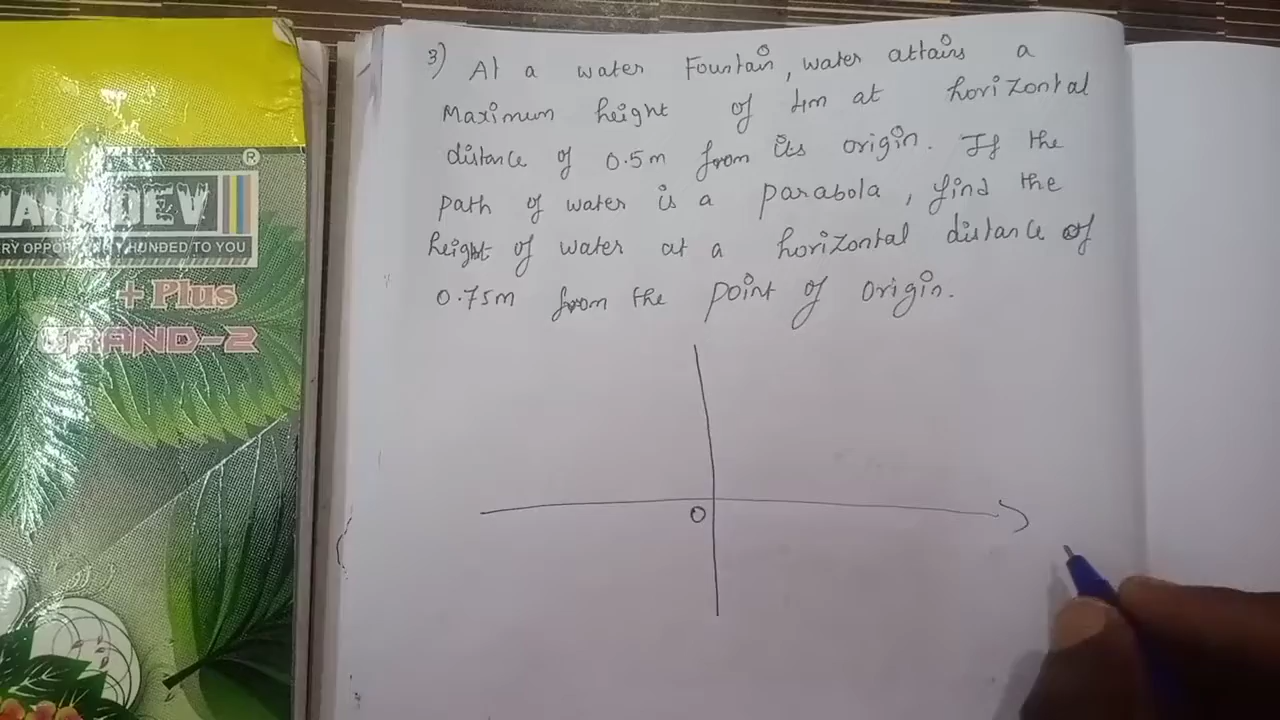 3) At a water Fountain, water attains a
Maximum height of 4m at horizontal
distance of 0.5m from its origin. If the
path of water is a parabola, find the
height of water at a horizontal distance of
0.75m from the point of origin.
O
®
DEV
TY HUNDED TO YOU
+ Plus
GRAND-2